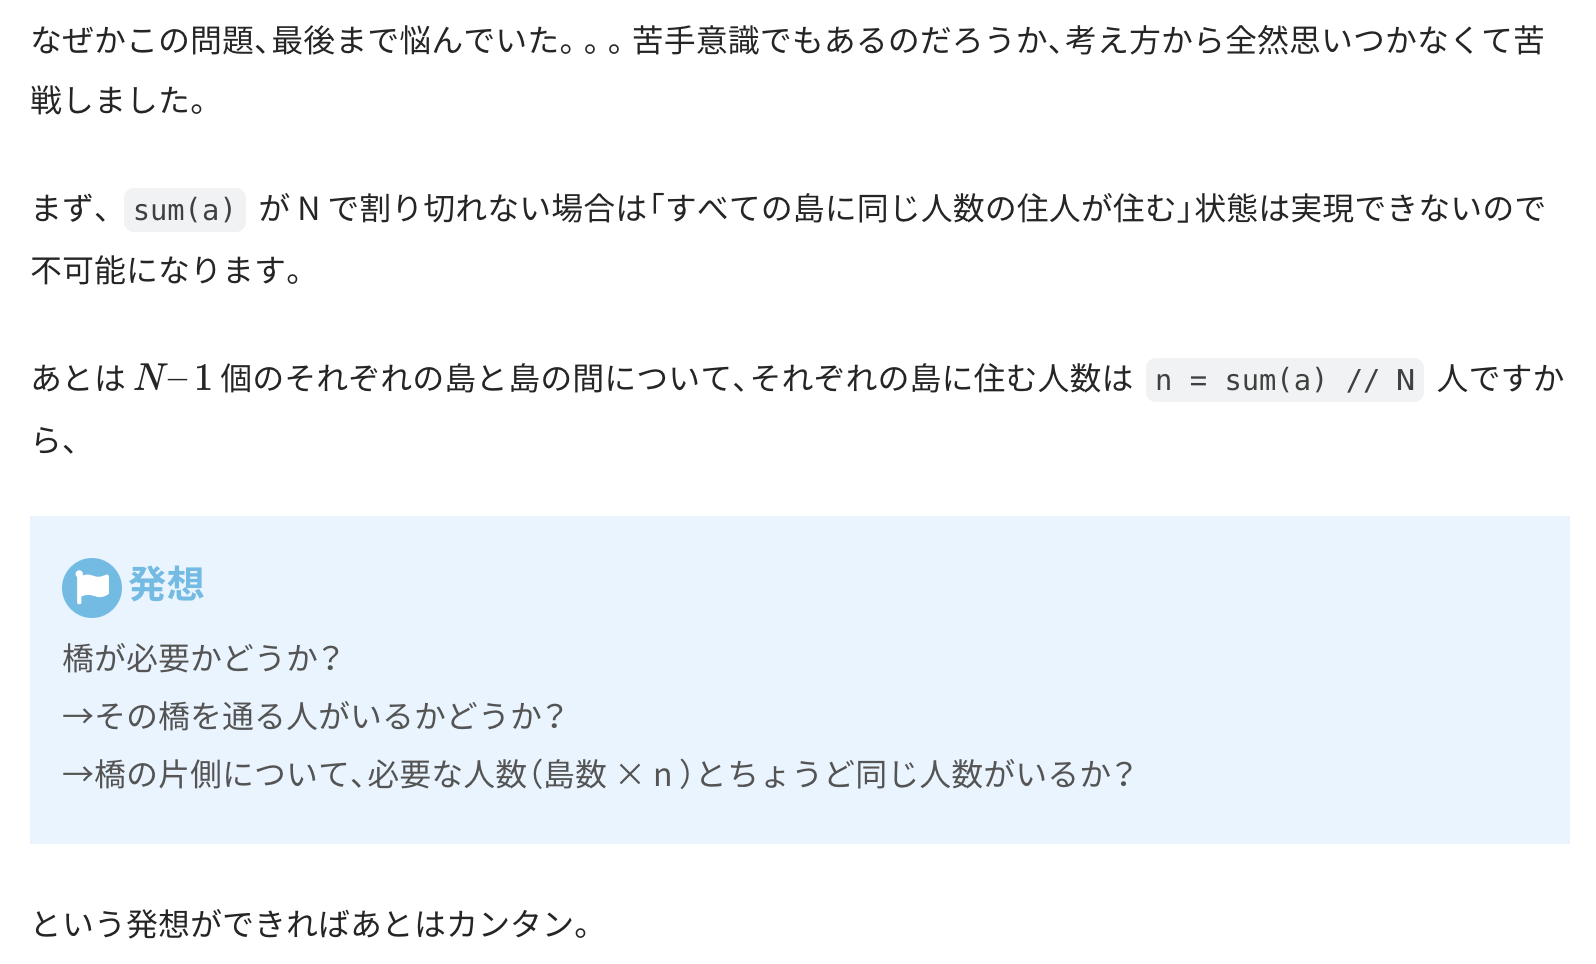 なぜかこの問題、最後まで悩んでいた。。。苦手意識でもあるのだろうか、考え方から全然思いつかなくて苦
戦しました。
まず、 sum(a) が N で割り切れない場合は「すべての島に同じ人数の住人が住む」状態は実現できないので
不可能になります。
あとは N–1 個のそれぞれの島と島の間について、それぞれの島に住む人数は n = sum(a) // N 人ですか
ら、
発想
橋が必要かどうか？
→その橋を通る人がいるかどうか？
→橋の片側について、必要な人数（島数 × n ）とちょうど同じ人数がいるか？
という発想ができればあとはカンタン。